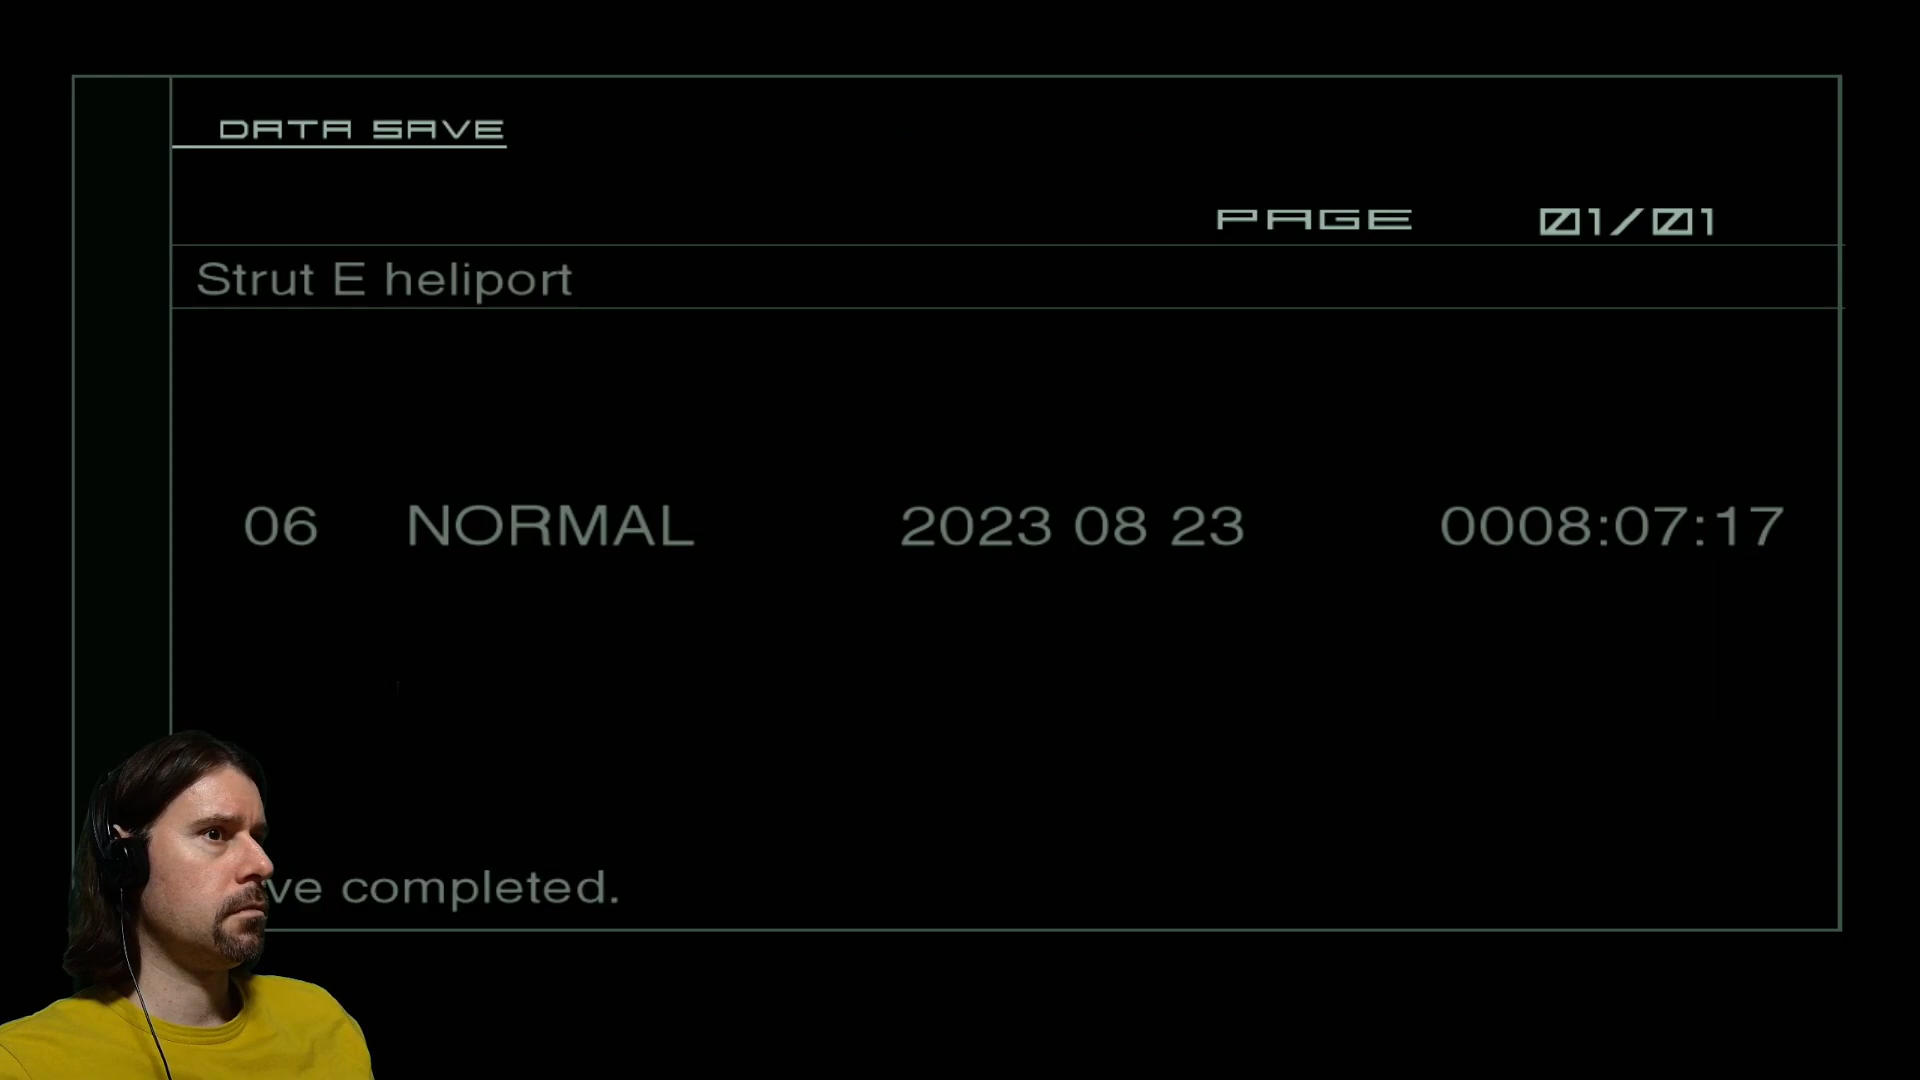 DATA SAVE
PAGE 01/01
Strut E heliport
06 NORMAL 2023 08 23 0008:07:17
ve completed.